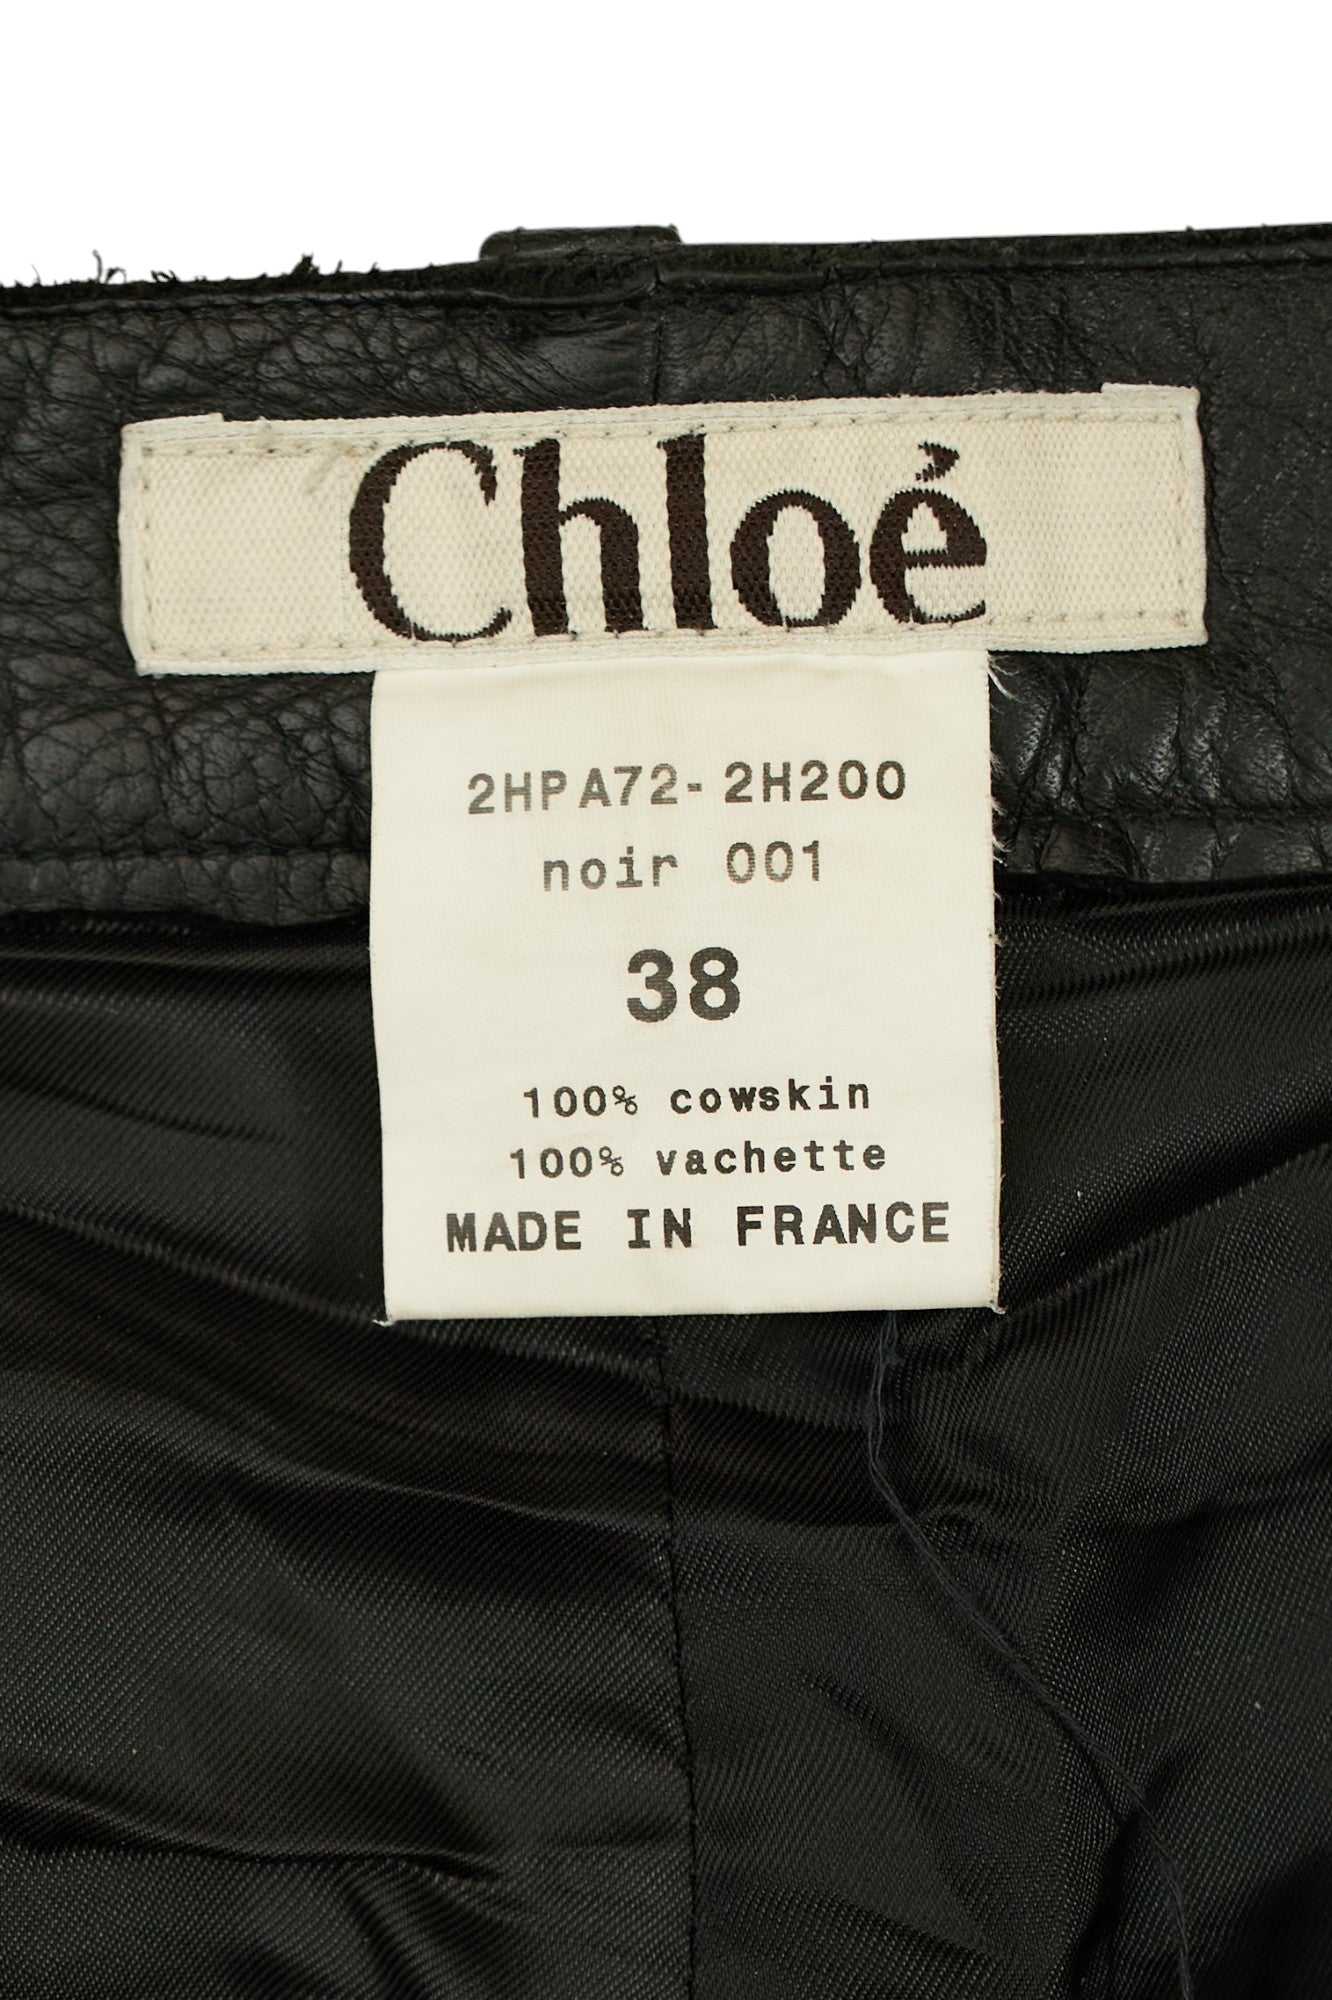 Chloé
2HPA72-2H200
noir 001
38
100% cowskin
100% vachette
MADE IN FRANCE